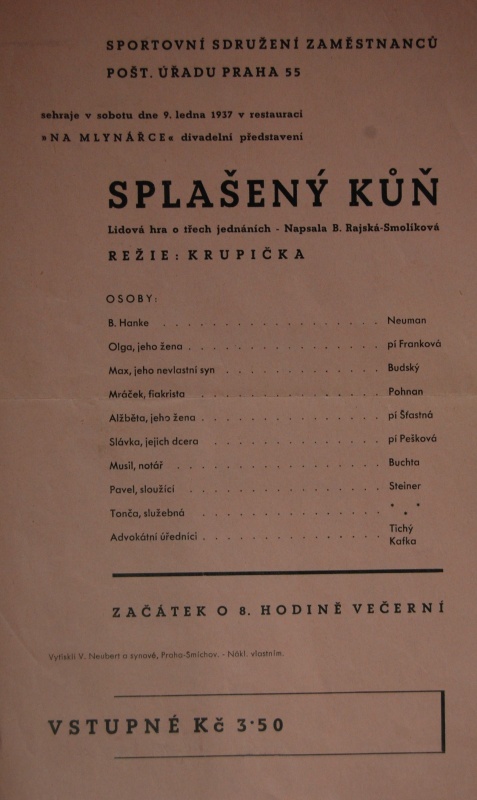 SPORTOVNÍ SDRUŽENÍ ZAMĚSTNANCŮ
POŠT. ÚŘADU PRAHA 55
sehraje v sobotu dne 9. ledna 1937 v restauraci
»NA MLYNÁŘCE« divadelní představení
SPLAŠENÝ KŮŇ
Lidová hra o třech jednáních - Napsala B. Rajská-Smolíková
REŽIE: KRUPIČKA
OSOBY:
B. Hanke . . . . . . . . . . . . . . . . . Neuman
Olga, jeho žena . . . . . . . . . . . . . . . pí Franková
Max, jeho nevlastní syn . . . . . . . . . . . . Budský
Mráček, fiakrista . . . . . . . . . . . . . . . Pohnan
Alžběta, jeho žena . . . . . . . . . . . . . . pí Šťastná
Slávka, jejich dcera . . . . . . . . . . . . . pí Pešková
Musil, notář . . . . . . . . . . . . . . . . Buchta
Pavel, sloužící . . . . . . . . . . . . . . . Steiner
Tonča, služebná . . . . . . . . . . . . . . * * *
Advokátní úředníci . . . . . . . . . . . . . . Tichý
Kafka
ZAČÁTEK O 8. HODINĚ VEČERNÍ
Vytiskli V. Neubert a synové, Praha-Smíchov. - Nákl. vlastním.
VSTUPNÉ Kč 3·50